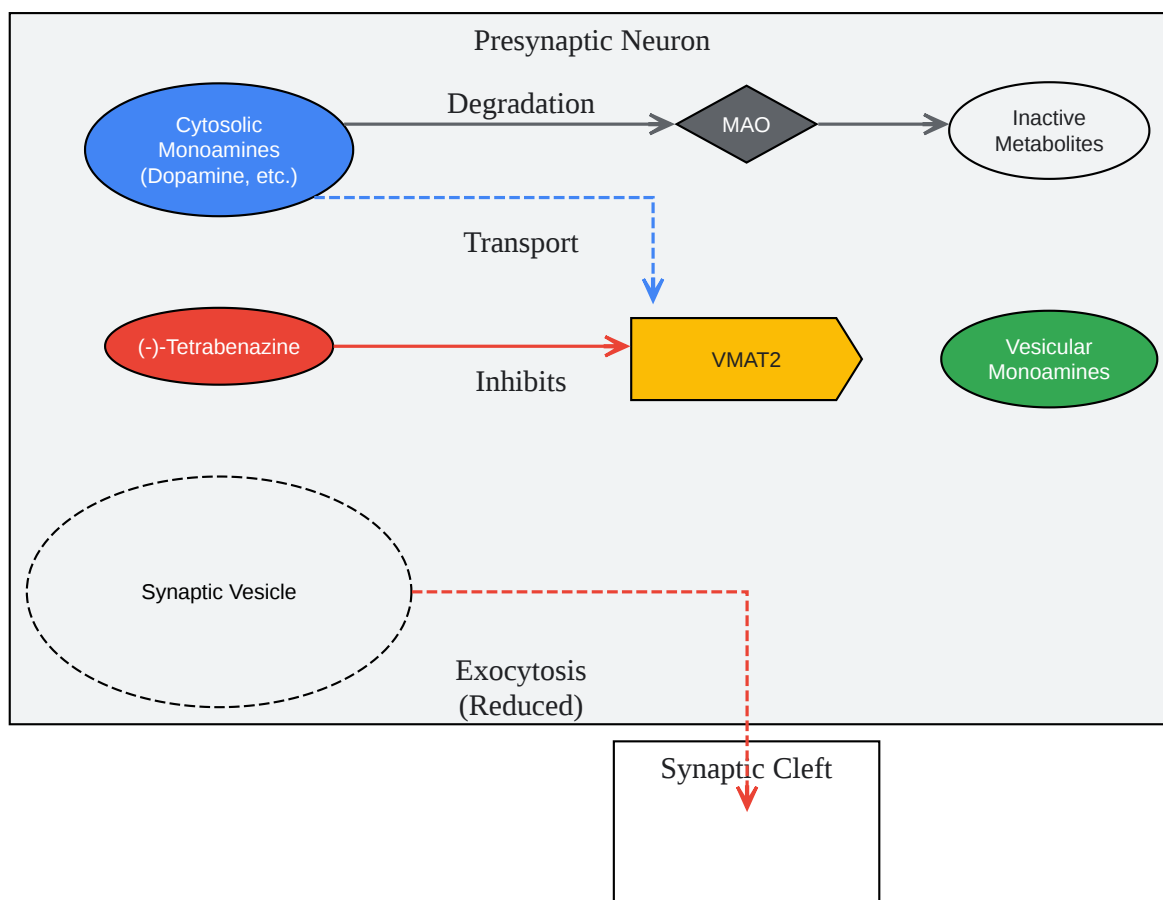 Presynaptic Neuron
Cytosolic
Monoamines
(Dopamine, etc.)
Degradation
MAO
Inactive
Metabolites
Transport
(-)-Tetrabenazine
Inhibits
VMAT2
Vesicular
Monoamines
Synaptic Vesicle
Exocytosis
(Reduced)
Synaptic Cleft